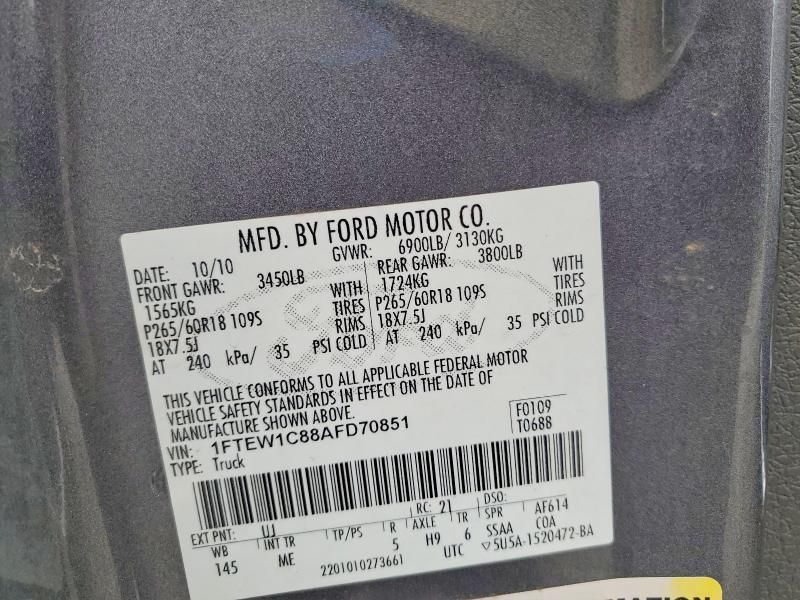 MFD. BY FORD MOTOR CO.
DATE: 10/10 GVWR: 6900LB/ 3130KG
FRONT GAWR: 3450LB REAR GAWR: 3800LB
1565KG WITH 1724KG WITH
P265/60R18 109S TIRES P265/60R18 109S TIRES
18X7.5J RIMS 18X7.5J RIMS
AT 240 kPa/ 35 PSI COLD AT 240 kPa/ 35 PSI COLD
THIS VEHICLE CONFORMS TO ALL APPLICABLE FEDERAL MOTOR
VEHICLE SAFETY STANDARDS IN EFFECT ON THE DATE OF
MANUFACTURE SHOWN ABOVE.
VIN: 1FTEW1C88AFD70851 F0109
TYPE: Truck T0688
EXT PNT: UJ RC: 21 DSO:
WB INT TR TP/PS R AXLE TR SPR AF614
145 ME 5 H9 6 SSAA COA
2201010273661 UTC ▽5U5A-1520472-BA